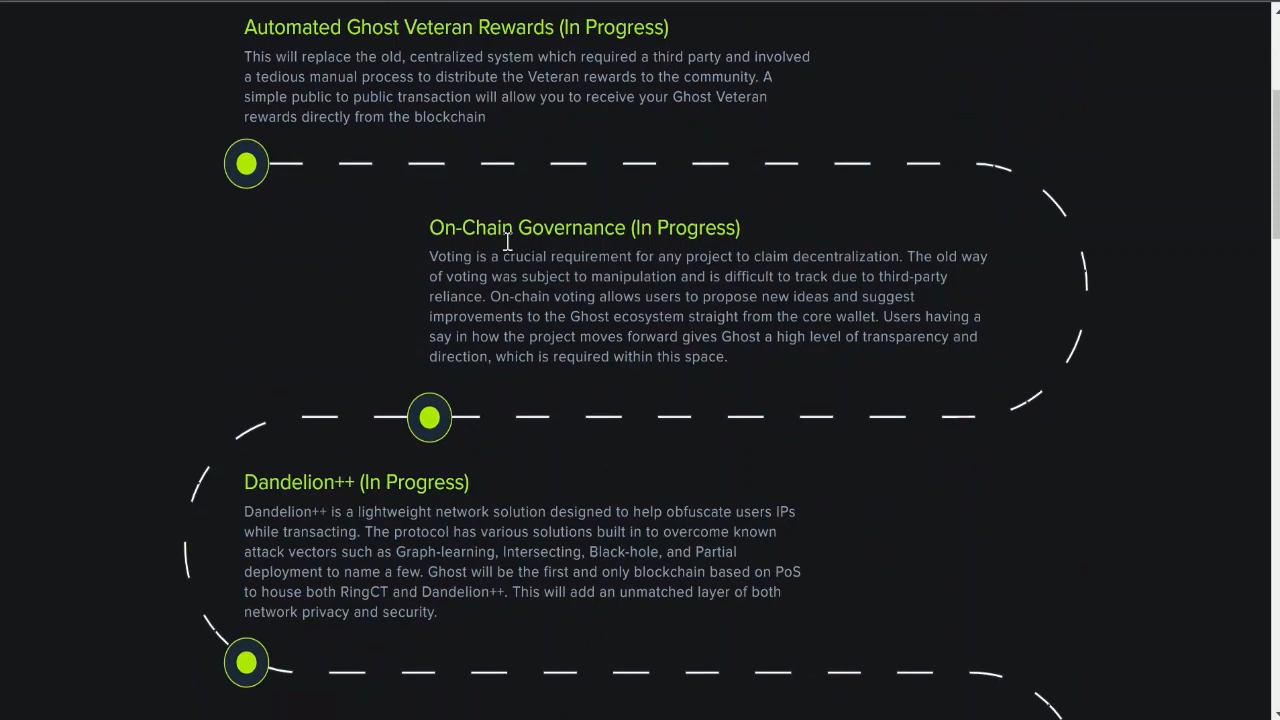 Automated Ghost Veteran Rewards (In Progress)
This will replace the old, centralized system which required a third party and involved
a tedious manual process to distribute the Veteran rewards to the community. A
simple public to public transaction will allow you to receive your Ghost Veteran
rewards directly from the blockchain
On-Chain Governance (In Progress)
Voting is a crucial requirement for any project to claim decentralization. The old way
of voting was subject to manipulation and is difficult to track due to third-party
reliance. On-chain voting allows users to propose new ideas and suggest
improvements to the Ghost ecosystem straight from the core wallet. Users having a
say in how the project moves forward gives Ghost a high level of transparency and
direction, which is required within this space.
Dandelion++ (In Progress)
Dandelion++ is a lightweight network solution designed to help obfuscate users IPs
while transacting. The protocol has various solutions built in to overcome known
attack vectors such as Graph-learning, Intersecting, Black-hole, and Partial
deployment to name a few. Ghost will be the first and only blockchain based on PoS
to house both RingCT and Dandelion++. This will add an unmatched layer of both
network privacy and security.